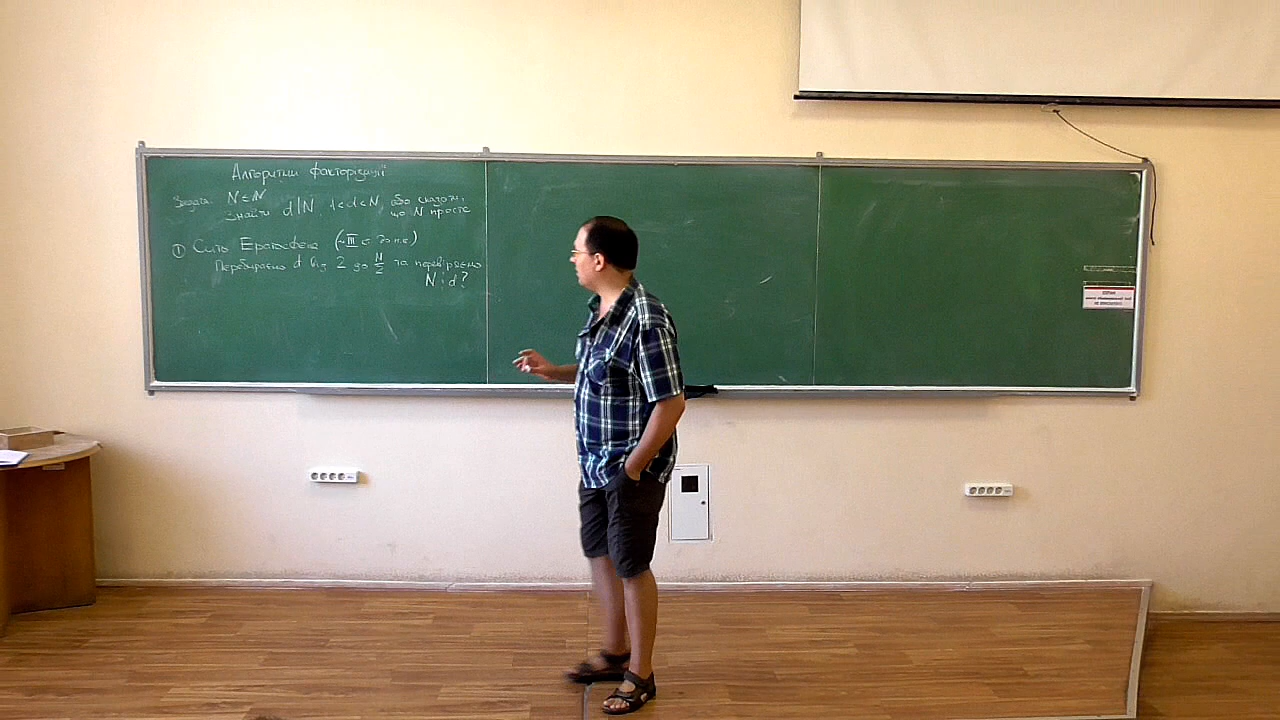 Алгоритми факторізації
Задача: N ∈ ℕ
Знайти d|N, 1<d<N, або сказати,
що N просте
① Сито Ератосфена (~III с. до н.е.)
Перебираємо d від 2 до N/2 та перевіряємо
N ⋮ d?